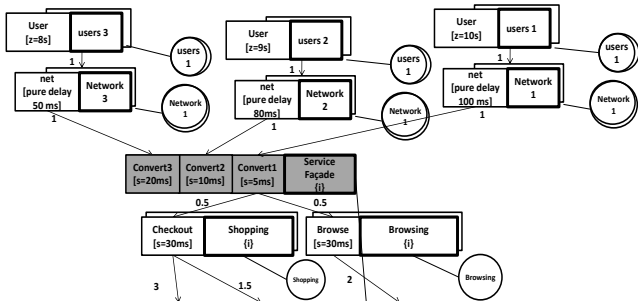 User
[z=8s]
users 3
users
1
User
[z=9s]
users 2
users
1
User
[z=10s]
users 1
users
1
1
1
1
net
[pure delay
50 ms]
Network
3
Network
1
net
[pure delay
80ms]
Network
2
Network
1
net
[pure delay
100 ms]
Network
1
Network
1
1
1
1
Convert3
[s=20ms]
Convert2
[s=10ms]
Convert1
[s=5ms]
Service
Façade
{i}
0.5
0.5
Checkout
[s=30ms]
Shopping
{i}
Browse
[s=30ms]
Browsing
{i}
Shopping
Browsing
3
1.5
2